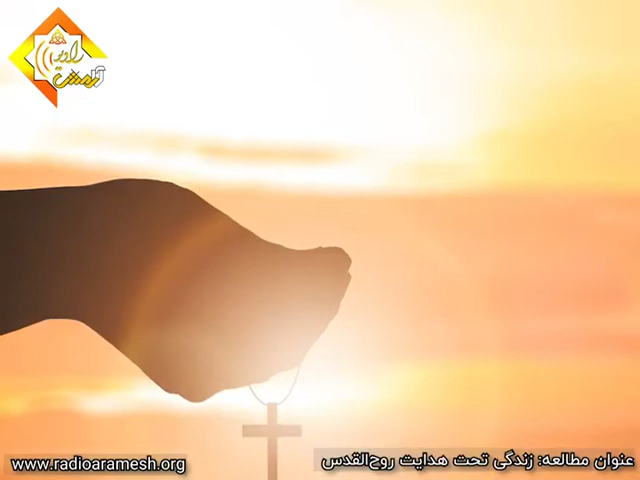 رادیو
آرامش
عنوان مطالعه: زندگی تحت هدایت روح‌القدس
www.radioaramesh.org